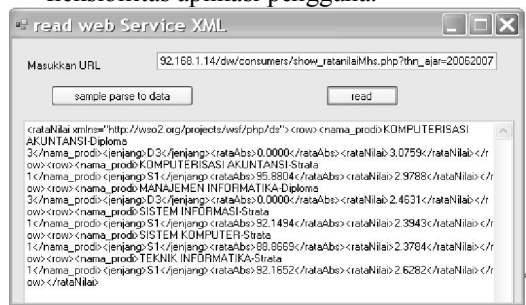 fleksibilitas aplikasi pengguna.
read web Service XML
Masukkan URL
92.168.1.14/dw/consumers/show_ratanilaiMhs.php?thn_ajar=20062007
sample parse to data
read
<rataNilai xmlns="http://wso2.org/projects/wsf/php/ds"><row><nama_prodi>KOMPUTERISASI
AKUNTANSI-Diploma
3</nama_prodi><jenjang>D3</jenjang><rataAbs>0.0000</rataAbs><rataNilai>3.0759</rataNilai></r
ow><row><nama_prodi>KOMPUTERISASI AKUNTANSI-Strata
1</nama_prodi><jenjang>S1</jenjang><rataAbs>95.8804</rataAbs><rataNilai>2.9788</rataNilai></r
ow><row><nama_prodi>MANAJEMEN INFORMATIKA-Diploma
3</nama_prodi><jenjang>D3</jenjang><rataAbs>0.0000</rataAbs><rataNilai>2.4631</rataNilai></r
ow><row><nama_prodi>SISTEM INFORMASI-Strata
1</nama_prodi><jenjang>S1</jenjang><rataAbs>92.1494</rataAbs><rataNilai>2.3943</rataNilai></r
ow><row><nama_prodi>SISTEM KOMPUTER-Strata
1</nama_prodi><jenjang>S1</jenjang><rataAbs>88.8669</rataAbs><rataNilai>2.3784</rataNilai></r
ow><row><nama_prodi>TEKNIK INFORMATIKA-Strata
1</nama_prodi><jenjang>S1</jenjang><rataAbs>92.1652</rataAbs><rataNilai>2.6282</rataNilai></r
ow></rataNilai>